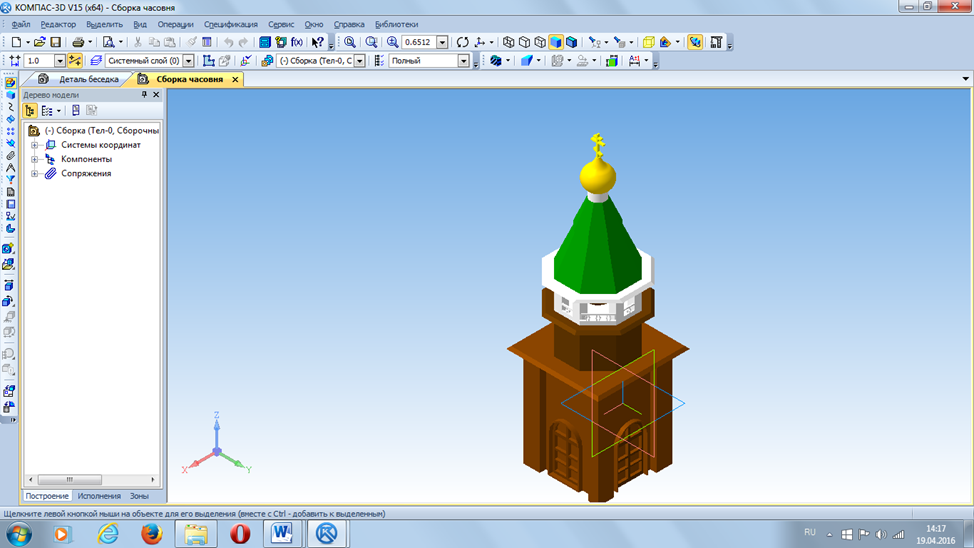 КОМПАС-3D V15 (x64) - Сборка часовня
Файл Редактор Выделить Вид Операции Спецификация Сервис Окно Справка Библиотеки
0.6512
f(x)
1.0 Системный слой (0) (-) Сборка (Тел-0, С Полный
Деталь беседка Сборка часовня
Дерево модели
(-) Сборка (Тел-0, Сборочны
Системы координат
Компоненты
Сопряжения
Z
X
Y
Построение Исполнения Зоны
Щелкните левой кнопкой мыши на объекте для его выделения (вместе с Ctrl - добавить к выделенным)
RU
14:17
19.04.2016